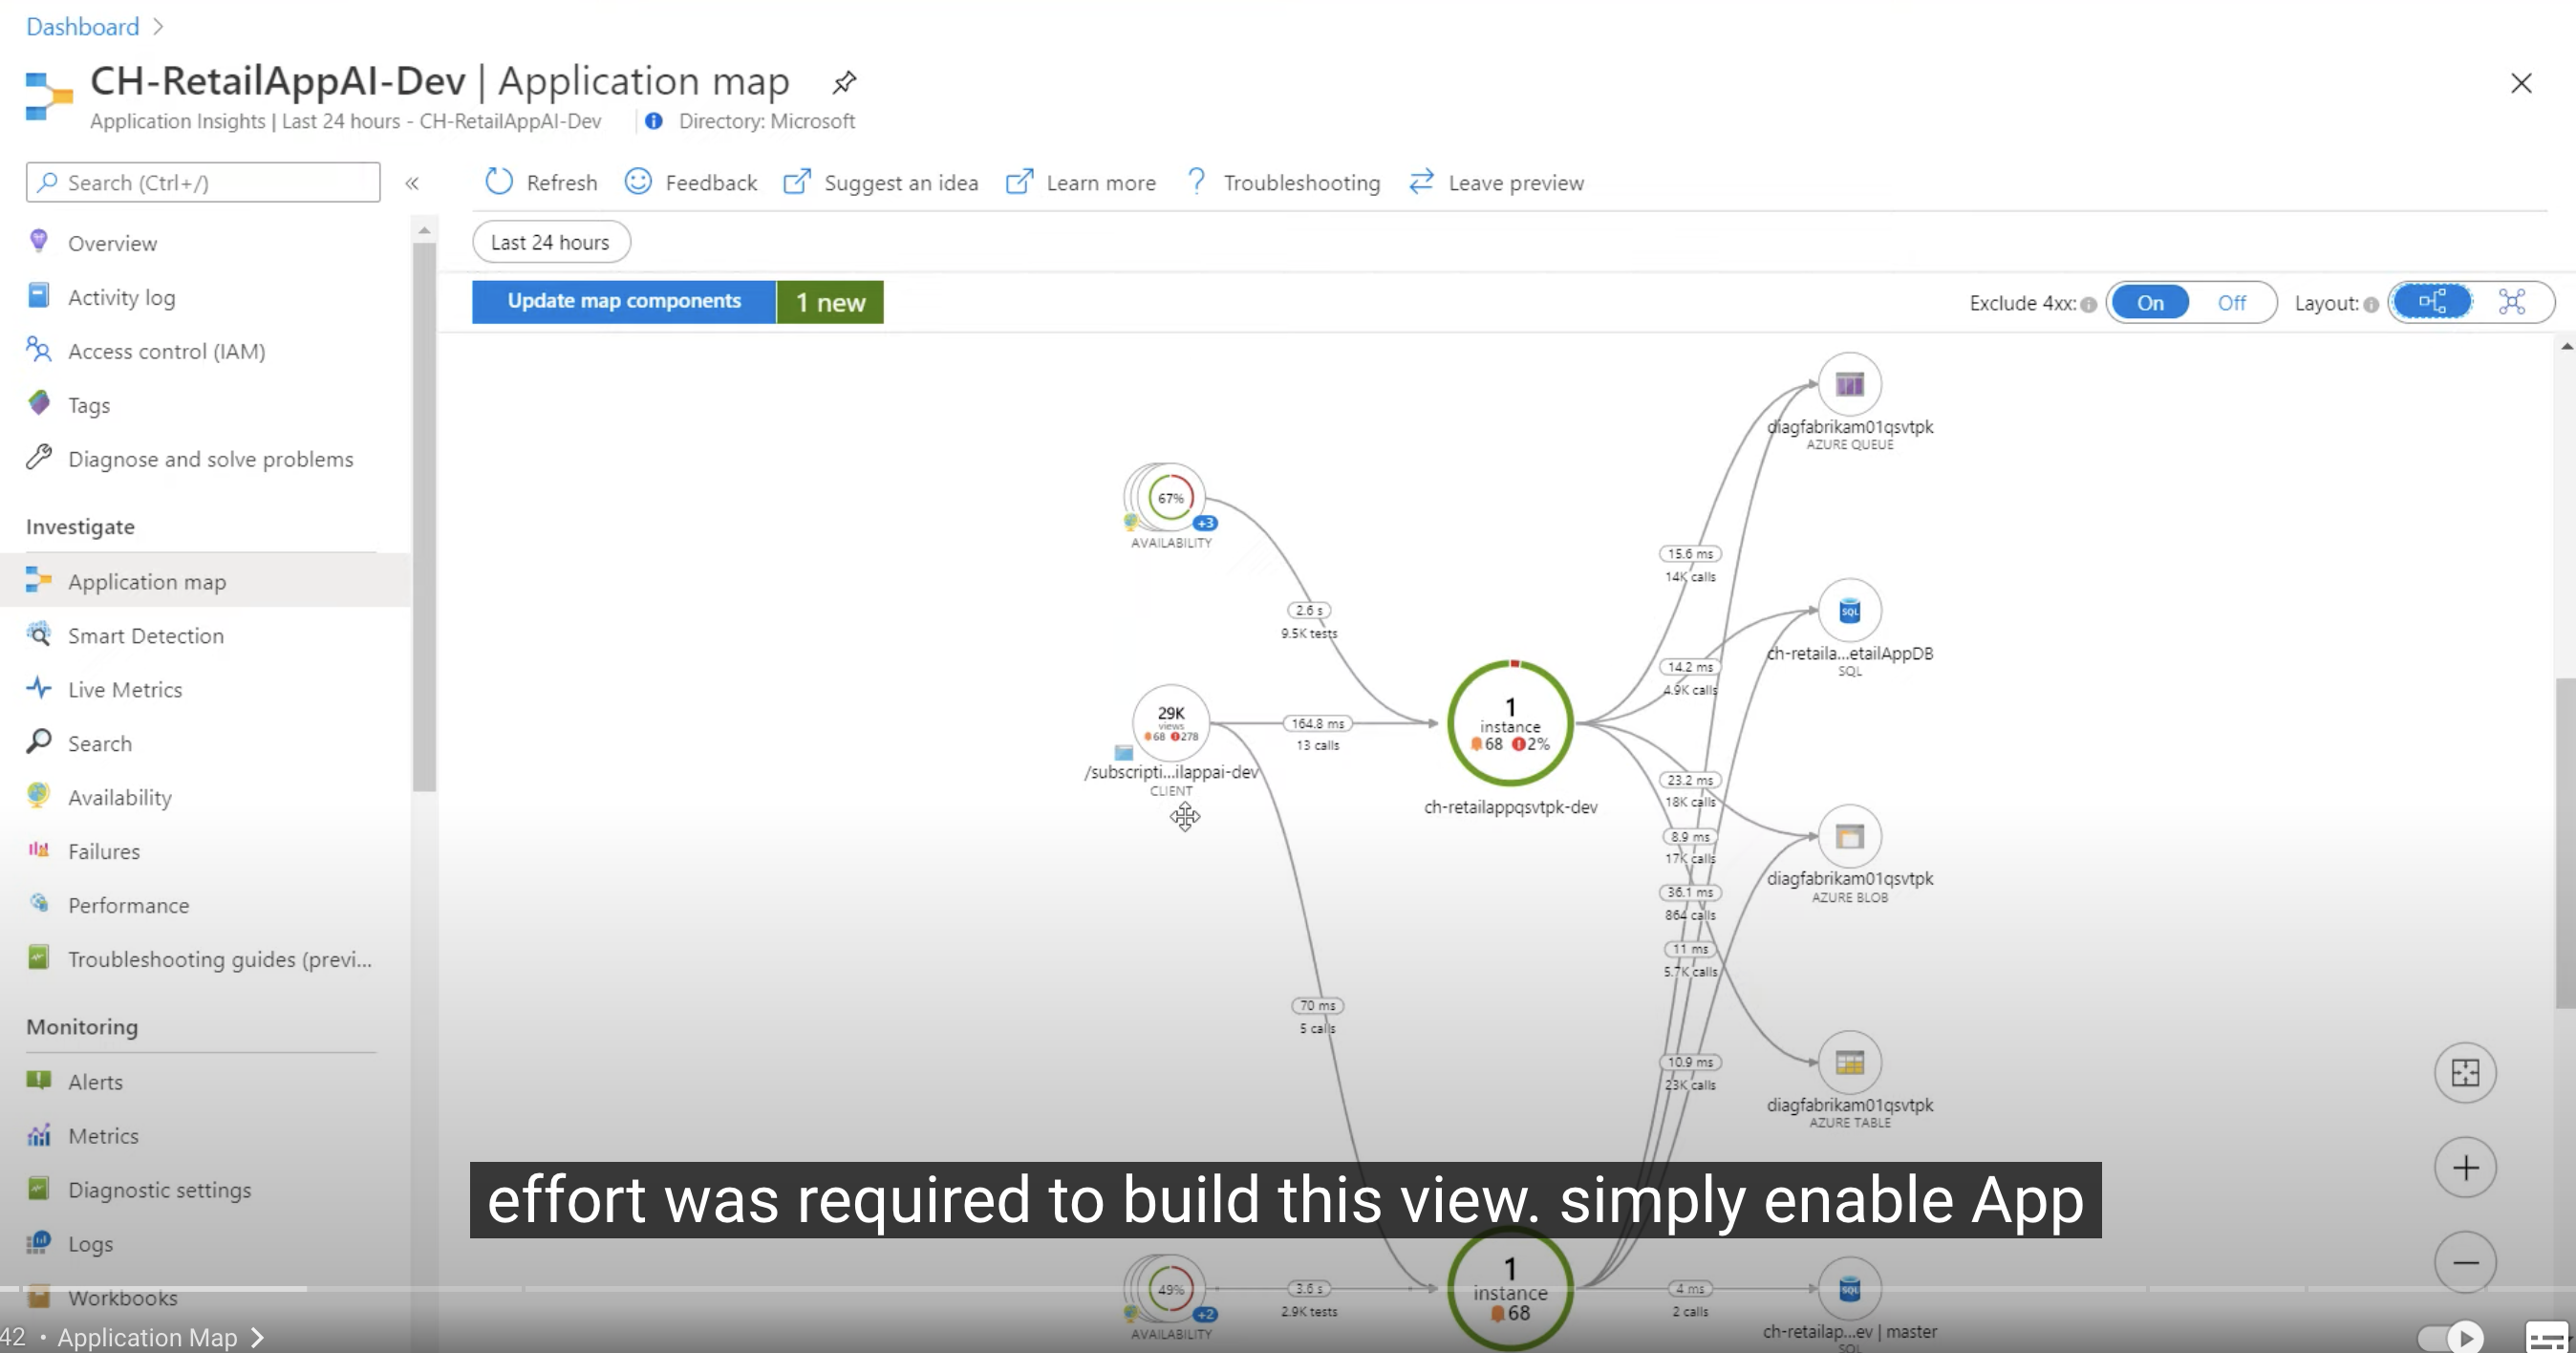 Dashboard
CH-RetailAppAI-Dev | Application map
Application Insights | Last 24 hours - CH-RetailAppAI-Dev
Directory: Microsoft
Search (Ctrl+/)
«
Refresh
Feedback
Suggest an idea
Learn more
Troubleshooting
Leave preview
Last 24 hours
Update map components
1 new
Exclude 4xx:
On
Off
Layout:
Overview
Activity log
Access control (IAM)
Tags
Diagnose and solve problems
Investigate
Application map
Smart Detection
Live Metrics
Search
Availability
Failures
Performance
Troubleshooting guides (previ...
Monitoring
Alerts
Metrics
Diagnostic settings
Logs
Workbooks
67%
+3
AVAILABILITY
2.6 s
9.5K tests
29K
views
68 278
/subscripti...ilappai-dev
CLIENT
164.8 ms
13 calls
70 ms
5 calls
1
instance
68 2%
ch-retailappqsvtpk-dev
15.6 ms
14K calls
14.2 ms
4.9K calls
23.2 ms
18K calls
8.9 ms
17K calls
36.1 ms
864 calls
11 ms
5.7K calls
10.9 ms
23K calls
diagfabrikam01qsvtpk
AZURE QUEUE
SQL
ch-retaila...etailAppDB
SQL
diagfabrikam01qsvtpk
AZURE BLOB
diagfabrikam01qsvtpk
AZURE TABLE
effort was required to build this view. simply enable App
49%
+2
AVAILABILITY
3.6 s
2.9K tests
1
instance
68
4 ms
2 calls
SQL
ch-retailap...ev | master
SQL
42 • Application Map